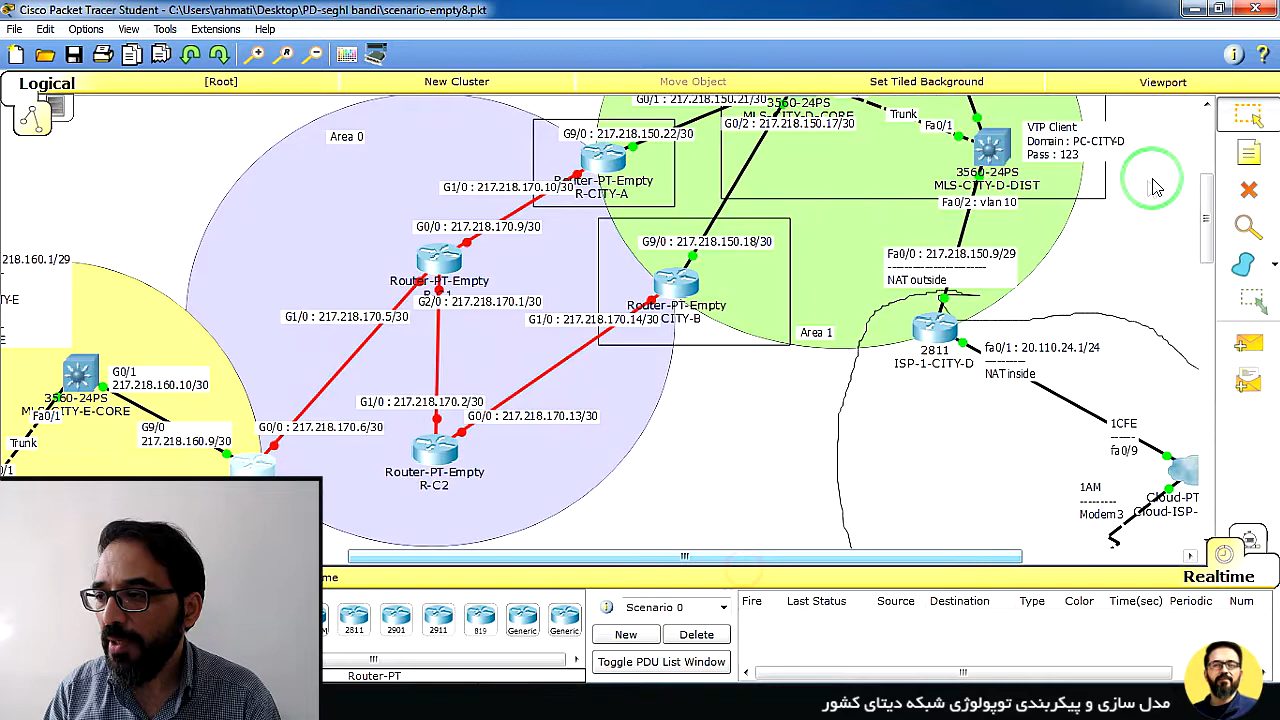 Cisco Packet Tracer Student - C:\Users\rahmati\Desktop\PD-seghl bandi\scenario-empty8.pkt
File Edit Options View Tools Extensions Help
Logical [Root] New Cluster Move Object Set Tiled Background Viewport
G0/1 : 217.218.150.21/30
3560-24PS
MLS-CITY-D-CORE
G0/2 : 217.218.150.17/30
Trunk
Fa0/1
VTP Client
Domain : PC-CITY-D
Pass : 123
Area 0
G9/0 : 217.218.150.22/30
Router-PT-Empty
R-CITY-A
3560-24PS
MLS-CITY-D-DIST
Fa0/2 : vlan 10
G1/0 : 217.218.170.10/30
G0/0 : 217.218.170.9/30
G9/0 : 217.218.150.18/30
Fa0/0 : 217.218.150.9/29
------------------------
NAT outside
218.160.1/29
Router-PT-Empty
G2/0 : 217.218.170.1/30
Router-PT-Empty
CITY-B
G1/0 : 217.218.170.5/30
G1/0 : 217.218.170.14/30
Area 1
2811
ISP-1-CITY-D
fa0/1 : 20.110.24.1/24
----------
NAT inside
G0/1
217.218.160.10/30
3560-24PS
CITY-E-CORE
Fa0/1
Trunk
G9/0
217.218.160.9/30
G0/0 : 217.218.170.6/30
G1/0 : 217.218.170.2/30
G0/0 : 217.218.170.13/30
Router-PT-Empty
R-C2
1CFE
-----
fa0/9
1AM
---------
Modem3
Cloud-PT
Cloud-ISP-
Realtime
2811 2901 2911 819 Generic Generic
Router-PT
Scenario 0
New Delete
Toggle PDU List Window
Fire Last Status Source Destination Type Color Time(sec) Periodic Num
مدل سازی و پیکربندی توپولوژی شبکه دیتای کشور